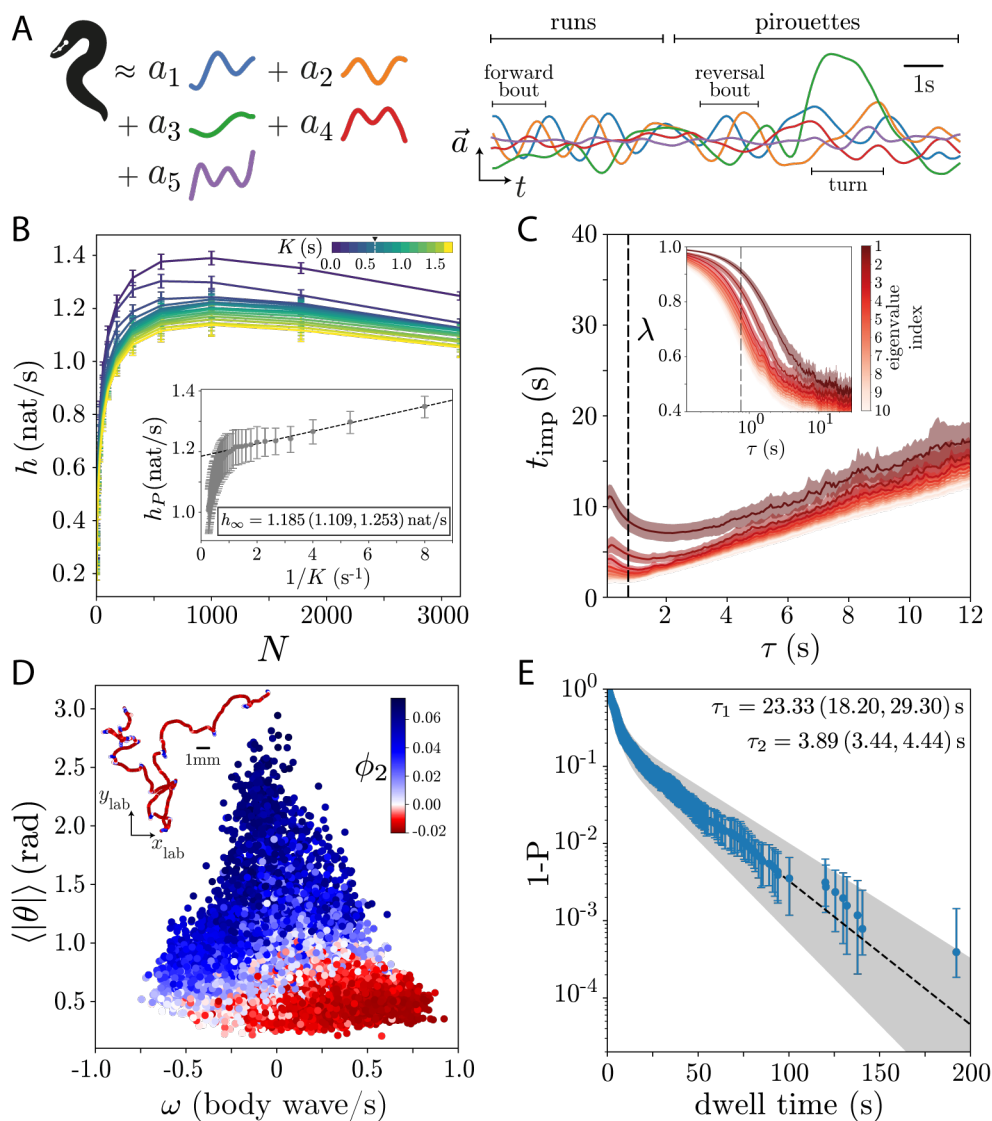 A
≈ a1 + a2
+ a3 + a4
+ a5
runs pirouettes
forward bout
reversal bout
1s
a⃗
t
turn
B
K (s)
0.0 0.5 1.0 1.5
h (nat/s)
1.4
1.2
1.0
0.8
0.6
0.4
0.2
0 1000 2000 3000
N
hP (nat/s)
1.4
1.2
1.0
h∞ = 1.185 (1.109, 1.253) nat/s
0 2 4 6 8
1/K (s-1)
C
timp (s)
40
30
20
10
0
2 4 6 8 10 12
τ (s)
λ
1.0
0.8
0.6
0.4
10⁰ 10¹
τ (s)
1
2
3
4
5
6
7
8
9
10
eigenvalue index
D
⟨|θ|⟩ (rad)
3.0
2.5
2.0
1.5
1.0
0.5
-1.0 -0.5 0 0.5 1.0
ω (body wave/s)
1mm
ylab
xlab
ϕ2
0.06
0.04
0.02
0.00
-0.02
E
1-P
10⁰
10⁻¹
10⁻²
10⁻³
10⁻⁴
τ1 = 23.33 (18.20, 29.30) s
τ2 = 3.89 (3.44, 4.44) s
0 50 100 150 200
dwell time (s)